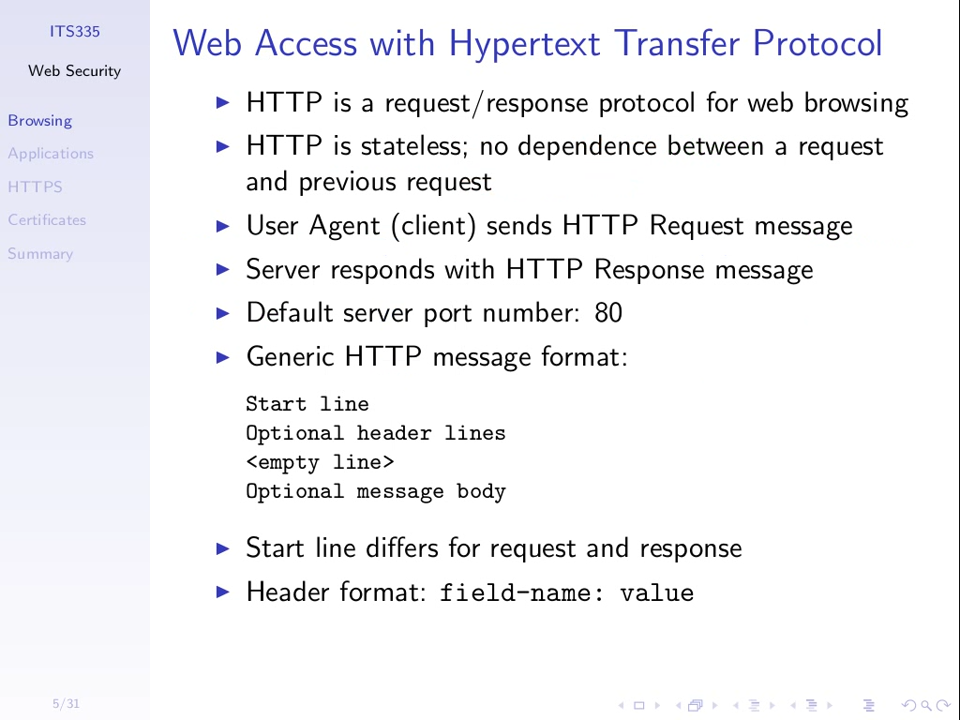 ITS335
Web Security
Browsing
Applications
HTTPS
Certificates
Summary
Web Access with Hypertext Transfer Protocol
HTTP is a request/response protocol for web browsing
HTTP is stateless; no dependence between a request
and previous request
User Agent (client) sends HTTP Request message
Server responds with HTTP Response message
Default server port number: 80
Generic HTTP message format:
Start line
Optional header lines
<empty line>
Optional message body
Start line differs for request and response
Header format: field-name: value
5/31